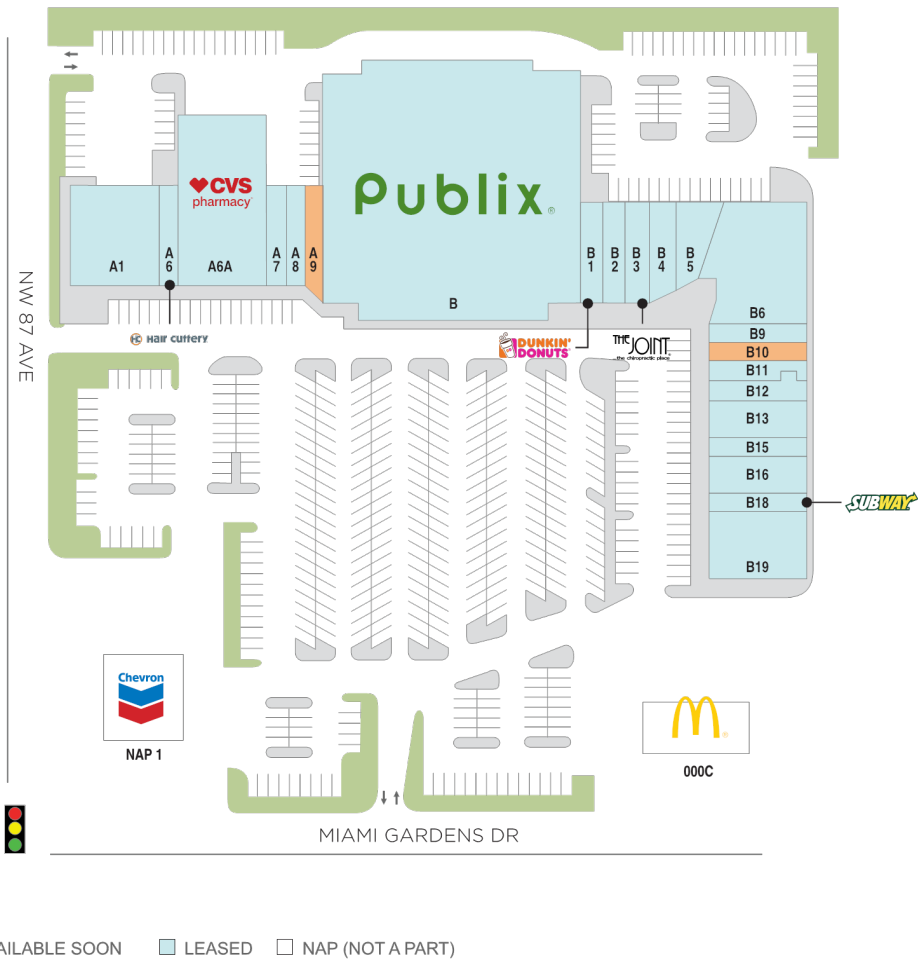 CVS
pharmacy
Publix
A1
A
6
A6A
A
7
A
8
A
9
B
B
1
B
2
B
3
B
4
B
5
B6
B9
B10
B11
B12
B13
B15
B16
B18
B19
HC Hair Cuttery
DUNKIN'
DONUTS
THE JOINT
...the chiropractic place
SUBWAY
NW 87 AVE
Chevron
NAP 1
000C
MIAMI GARDENS DR
AILABLE SOON
LEASED
NAP (NOT A PART)